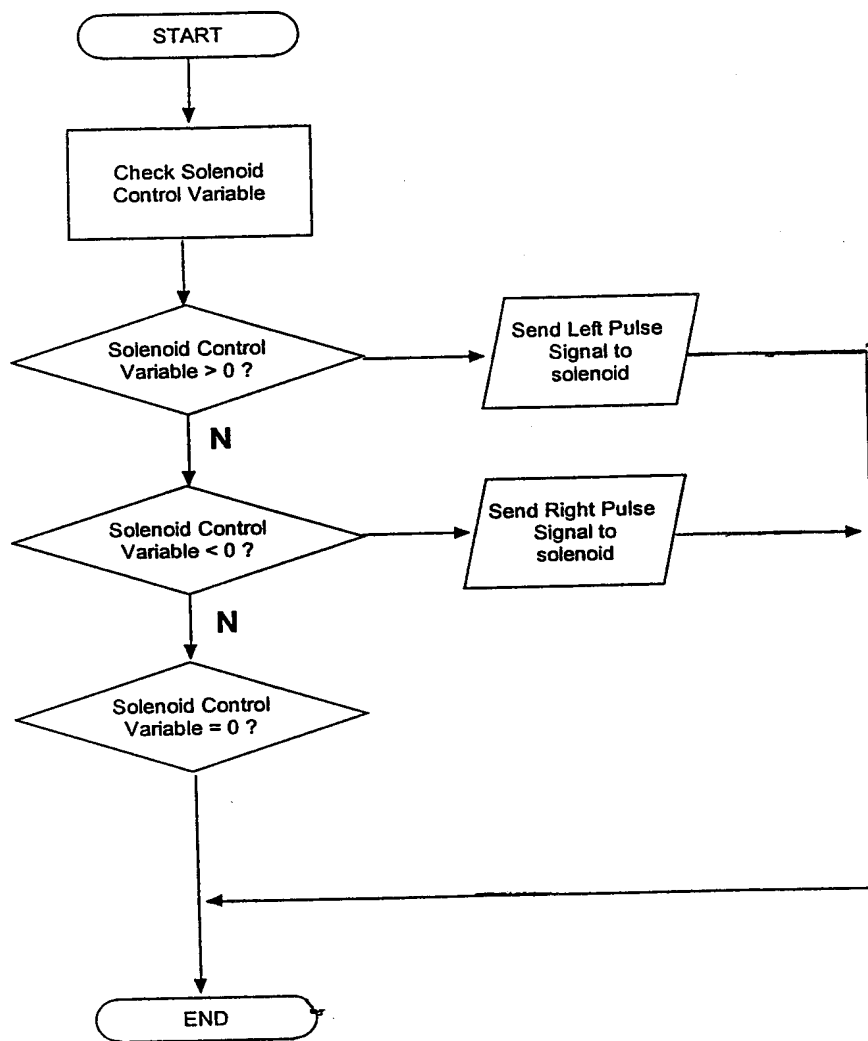 START
Check Solenoid
Control Variable
Solenoid Control
Variable > 0 ?
Send Left Pulse
Signal to
solenoid
N
Solenoid Control
Variable < 0 ?
Send Right Pulse
Signal to
solenoid
N
Solenoid Control
Variable = 0 ?
END